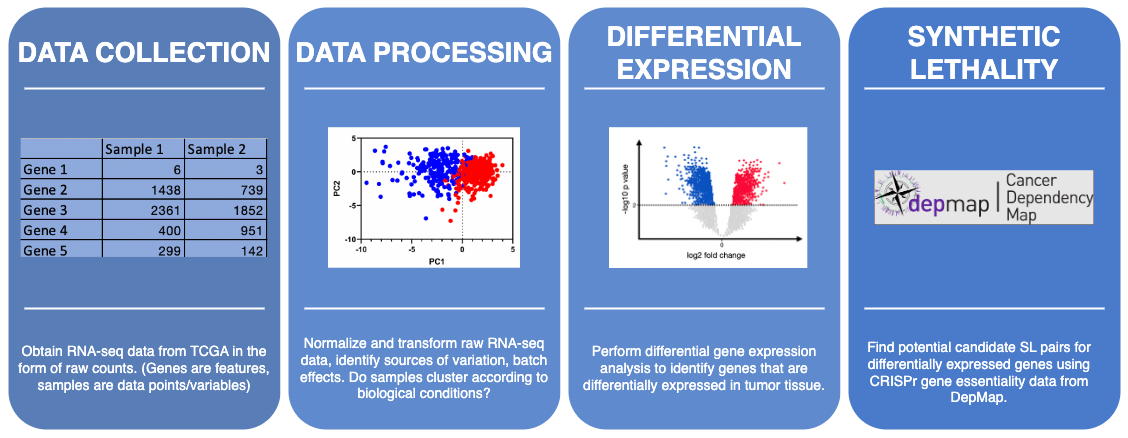 DATA COLLECTION
Sample 1 Sample 2
Gene 1 6 3
Gene 2 1438 739
Gene 3 2361 1852
Gene 4 400 951
Gene 5 299 142
Obtain RNA-seq data from TCGA in the
form of raw counts. (Genes are features,
samples are data points/variables)
DATA PROCESSING
5
0
-5
-10
PC2
-10 -5 0 5
PC1
Normalize and transform raw RNA-seq
data, identify sources of variation, batch
effects. Do samples cluster according to
biological conditions?
DIFFERENTIAL
EXPRESSION
-log10 p value
2
0
log2 fold change
Perform differential gene expression
analysis to identify genes that are
differentially expressed in tumor tissue.
SYNTHETIC
LETHALITY
depmap
Cancer
Dependency
Map
Find potential candidate SL pairs for
differentially expressed genes using
CRISPr gene essentiality data from
DepMap.